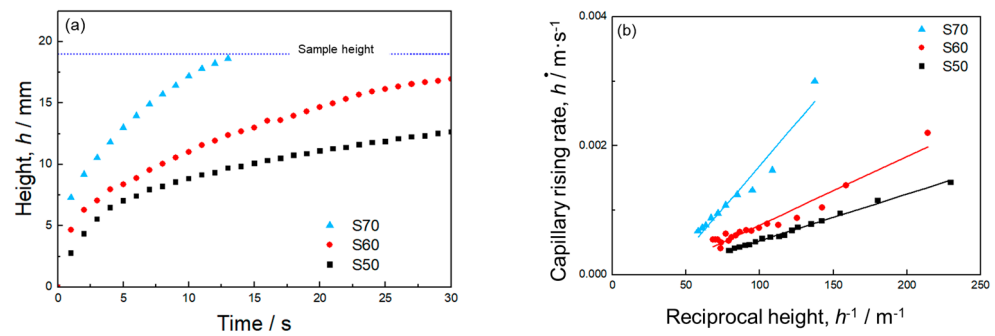 (a)
Sample height
20
15
10
5
0
Height, h / mm
S70
S60
S50
0 5 10 15 20 25 30
Time / s
(b)
S70
S60
S50
0.004
0.002
0.000
Capillary rising rate, ḣ / m·s-1
0 50 100 150 200 250
Reciprocal height, h-1 / m-1